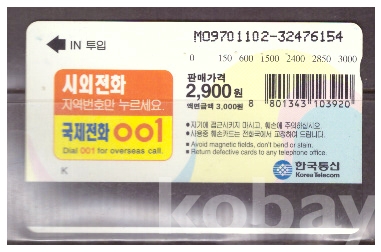 IN 투입
M09701102-32476154
0 150 600 1200 1500 2100 2400 2850 3000
시외전화
지역번호만 누르세요
국제전화 001
Dial 001 for overseas call.
K
판매가격
2,900원
액면금액 3,000원
8 801343 103920
•자기에 접근시키지 마시고, 훼손에 주의하십시오.
•사용중 훼손카드는 전화국에서 교환하여 드립니다.
•Avoid magnetic fields, don't bend or stain.
•Return defective cards to any telephone office.
한국통신
Korea Telecom
kobay